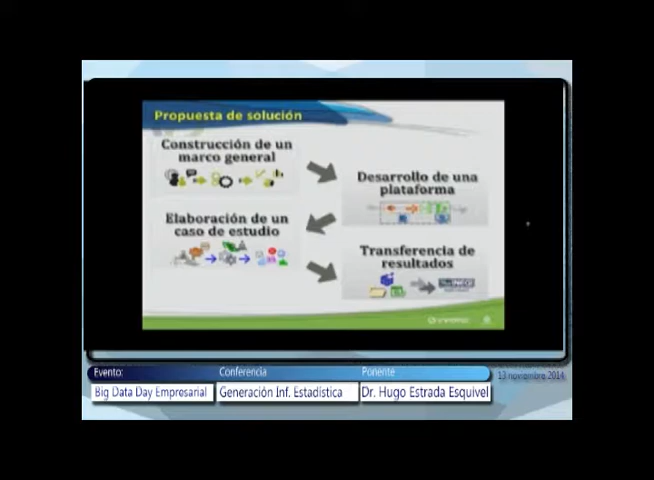 Propuesta de solución
Construcción de un
marco general
Desarrollo de una
plataforma
Elaboración de un
caso de estudio
Transferencia de
resultados
Evento:
Conferencia
Ponente
13 noviembre 2014
Big Data Day Empresarial
Generación Inf. Estadística
Dr. Hugo Estrada Esquivel